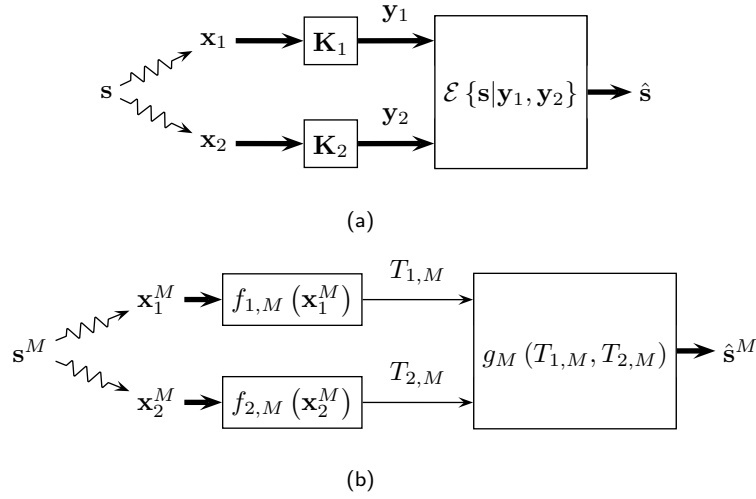 y₁
x₁ K₁
s ℰ {s|y₁, y₂} ŝ
y₂
x₂ K₂
(a)
T₁,M
x₁ᴹ f₁,M (x₁ᴹ)
sᴹ g_M (T₁,M, T₂,M) ŝᴹ
T₂,M
x₂ᴹ f₂,M (x₂ᴹ)
(b)